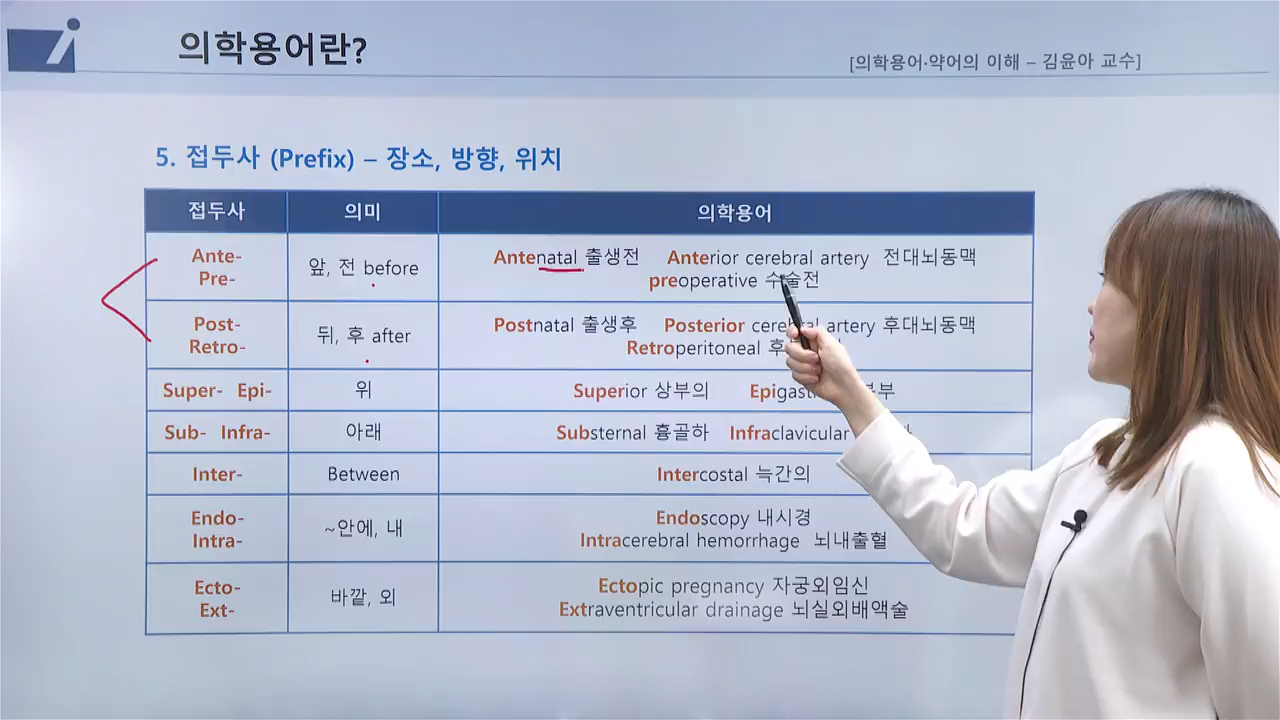 의학용어란?
[의학용어·약어의 이해 – 김윤아 교수]
5. 접두사 (Prefix) – 장소, 방향, 위치
접두사 의미 의학용어
Ante-
Pre-
앞, 전 before
Antenatal 출생전 Anterior cerebral artery 전대뇌동맥
preoperative 수술전
Post-
Retro-
뒤, 후 after
Postnatal 출생후 Posterior cerebral artery 후대뇌동맥
Retroperitoneal
Super- Epi- 위 Superior 상부의
Sub- Infra- 아래 Substernal 흉골하 Infraclavicular
Inter- Between Intercostal 늑간의
Endo-
Intra-
~안에, 내
Endoscopy 내시경
Intracerebral hemorrhage 뇌내출혈
Ecto-
Ext-
바깥, 외
Ectopic pregnancy 자궁외임신
Extraventricular drainage 뇌실외배액술